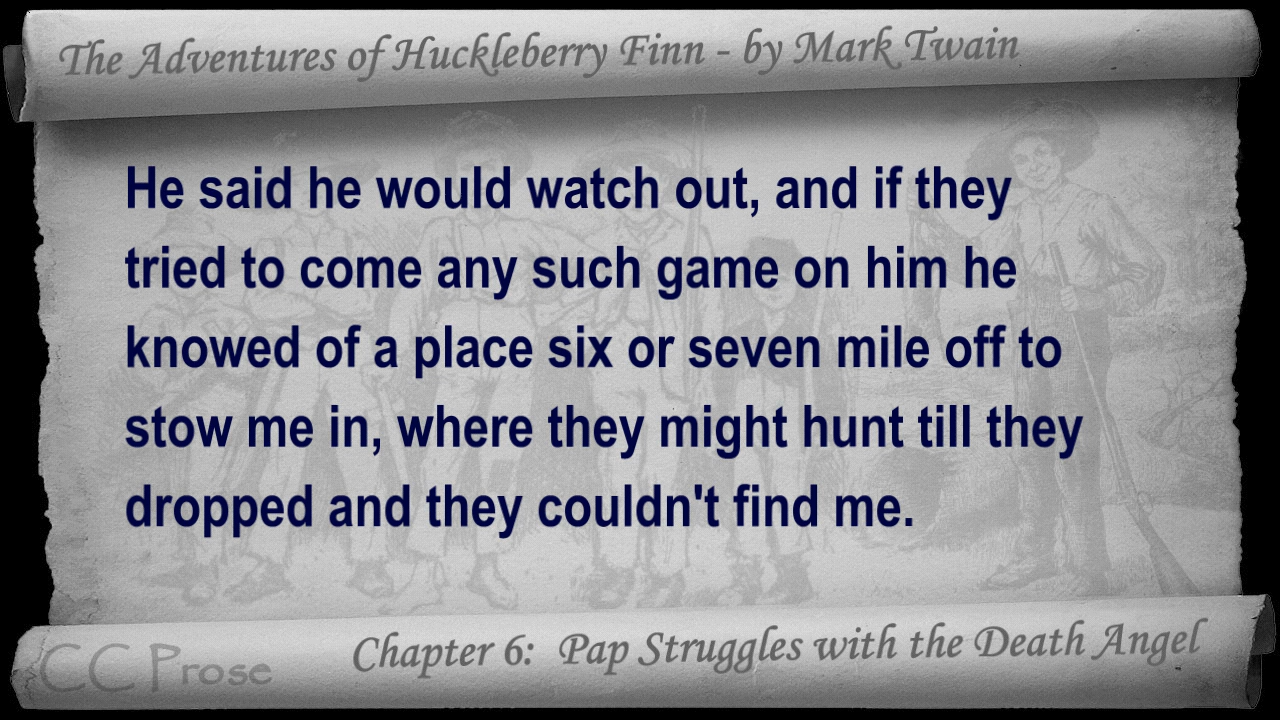 The Adventures of Huckleberry Finn - by Mark Twain
He said he would watch out, and if they
tried to come any such game on him he
knowed of a place six or seven mile off to
stow me in, where they might hunt till they
dropped and they couldn't find me.
Chapter 6: Pap Struggles with the Death Angel
CC Prose